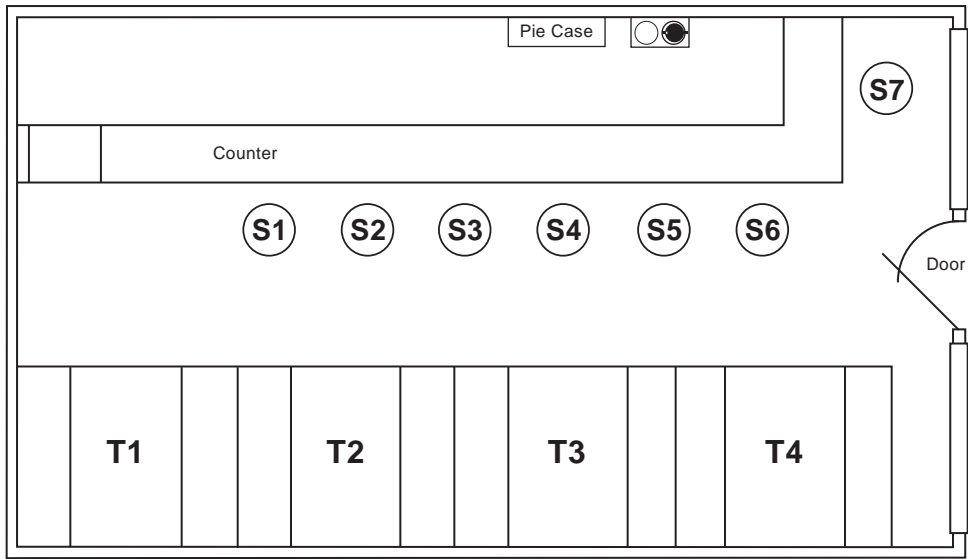 Pie Case
S7
Counter
S1 S2 S3 S4 S5 S6
Door
T1 T2 T3 T4